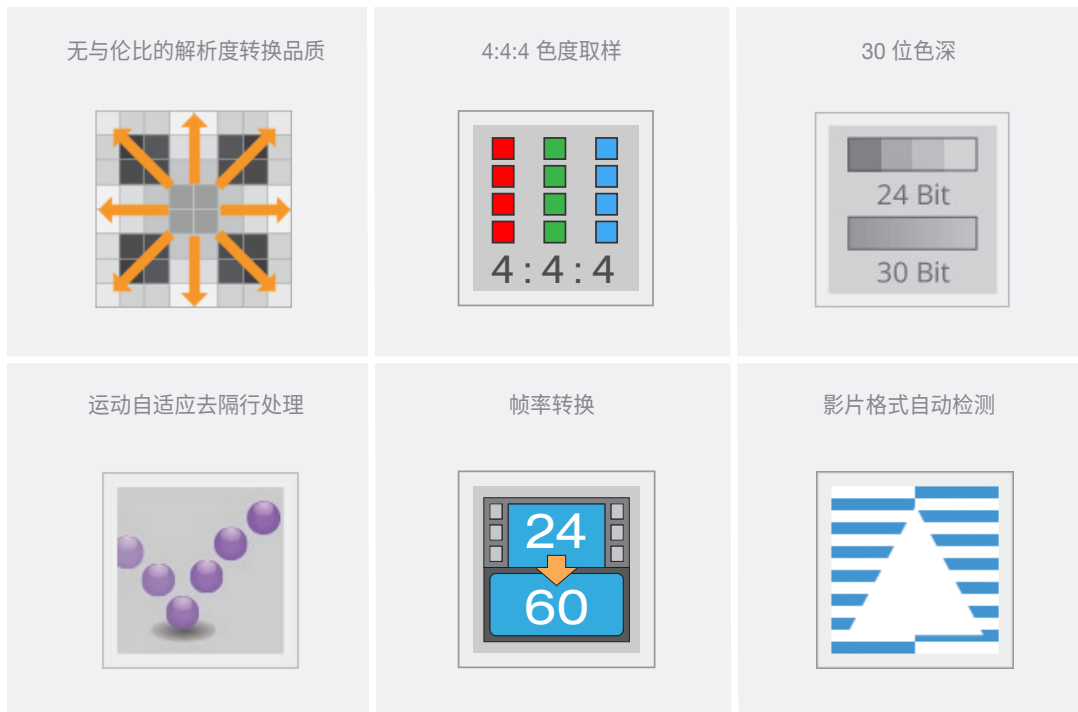 无与伦比的解析度转换品质
4:4:4 色度取样
30 位色深
4:4:4
24 Bit
30 Bit
运动自适应去隔行处理
帧率转换
影片格式自动检测
24
60